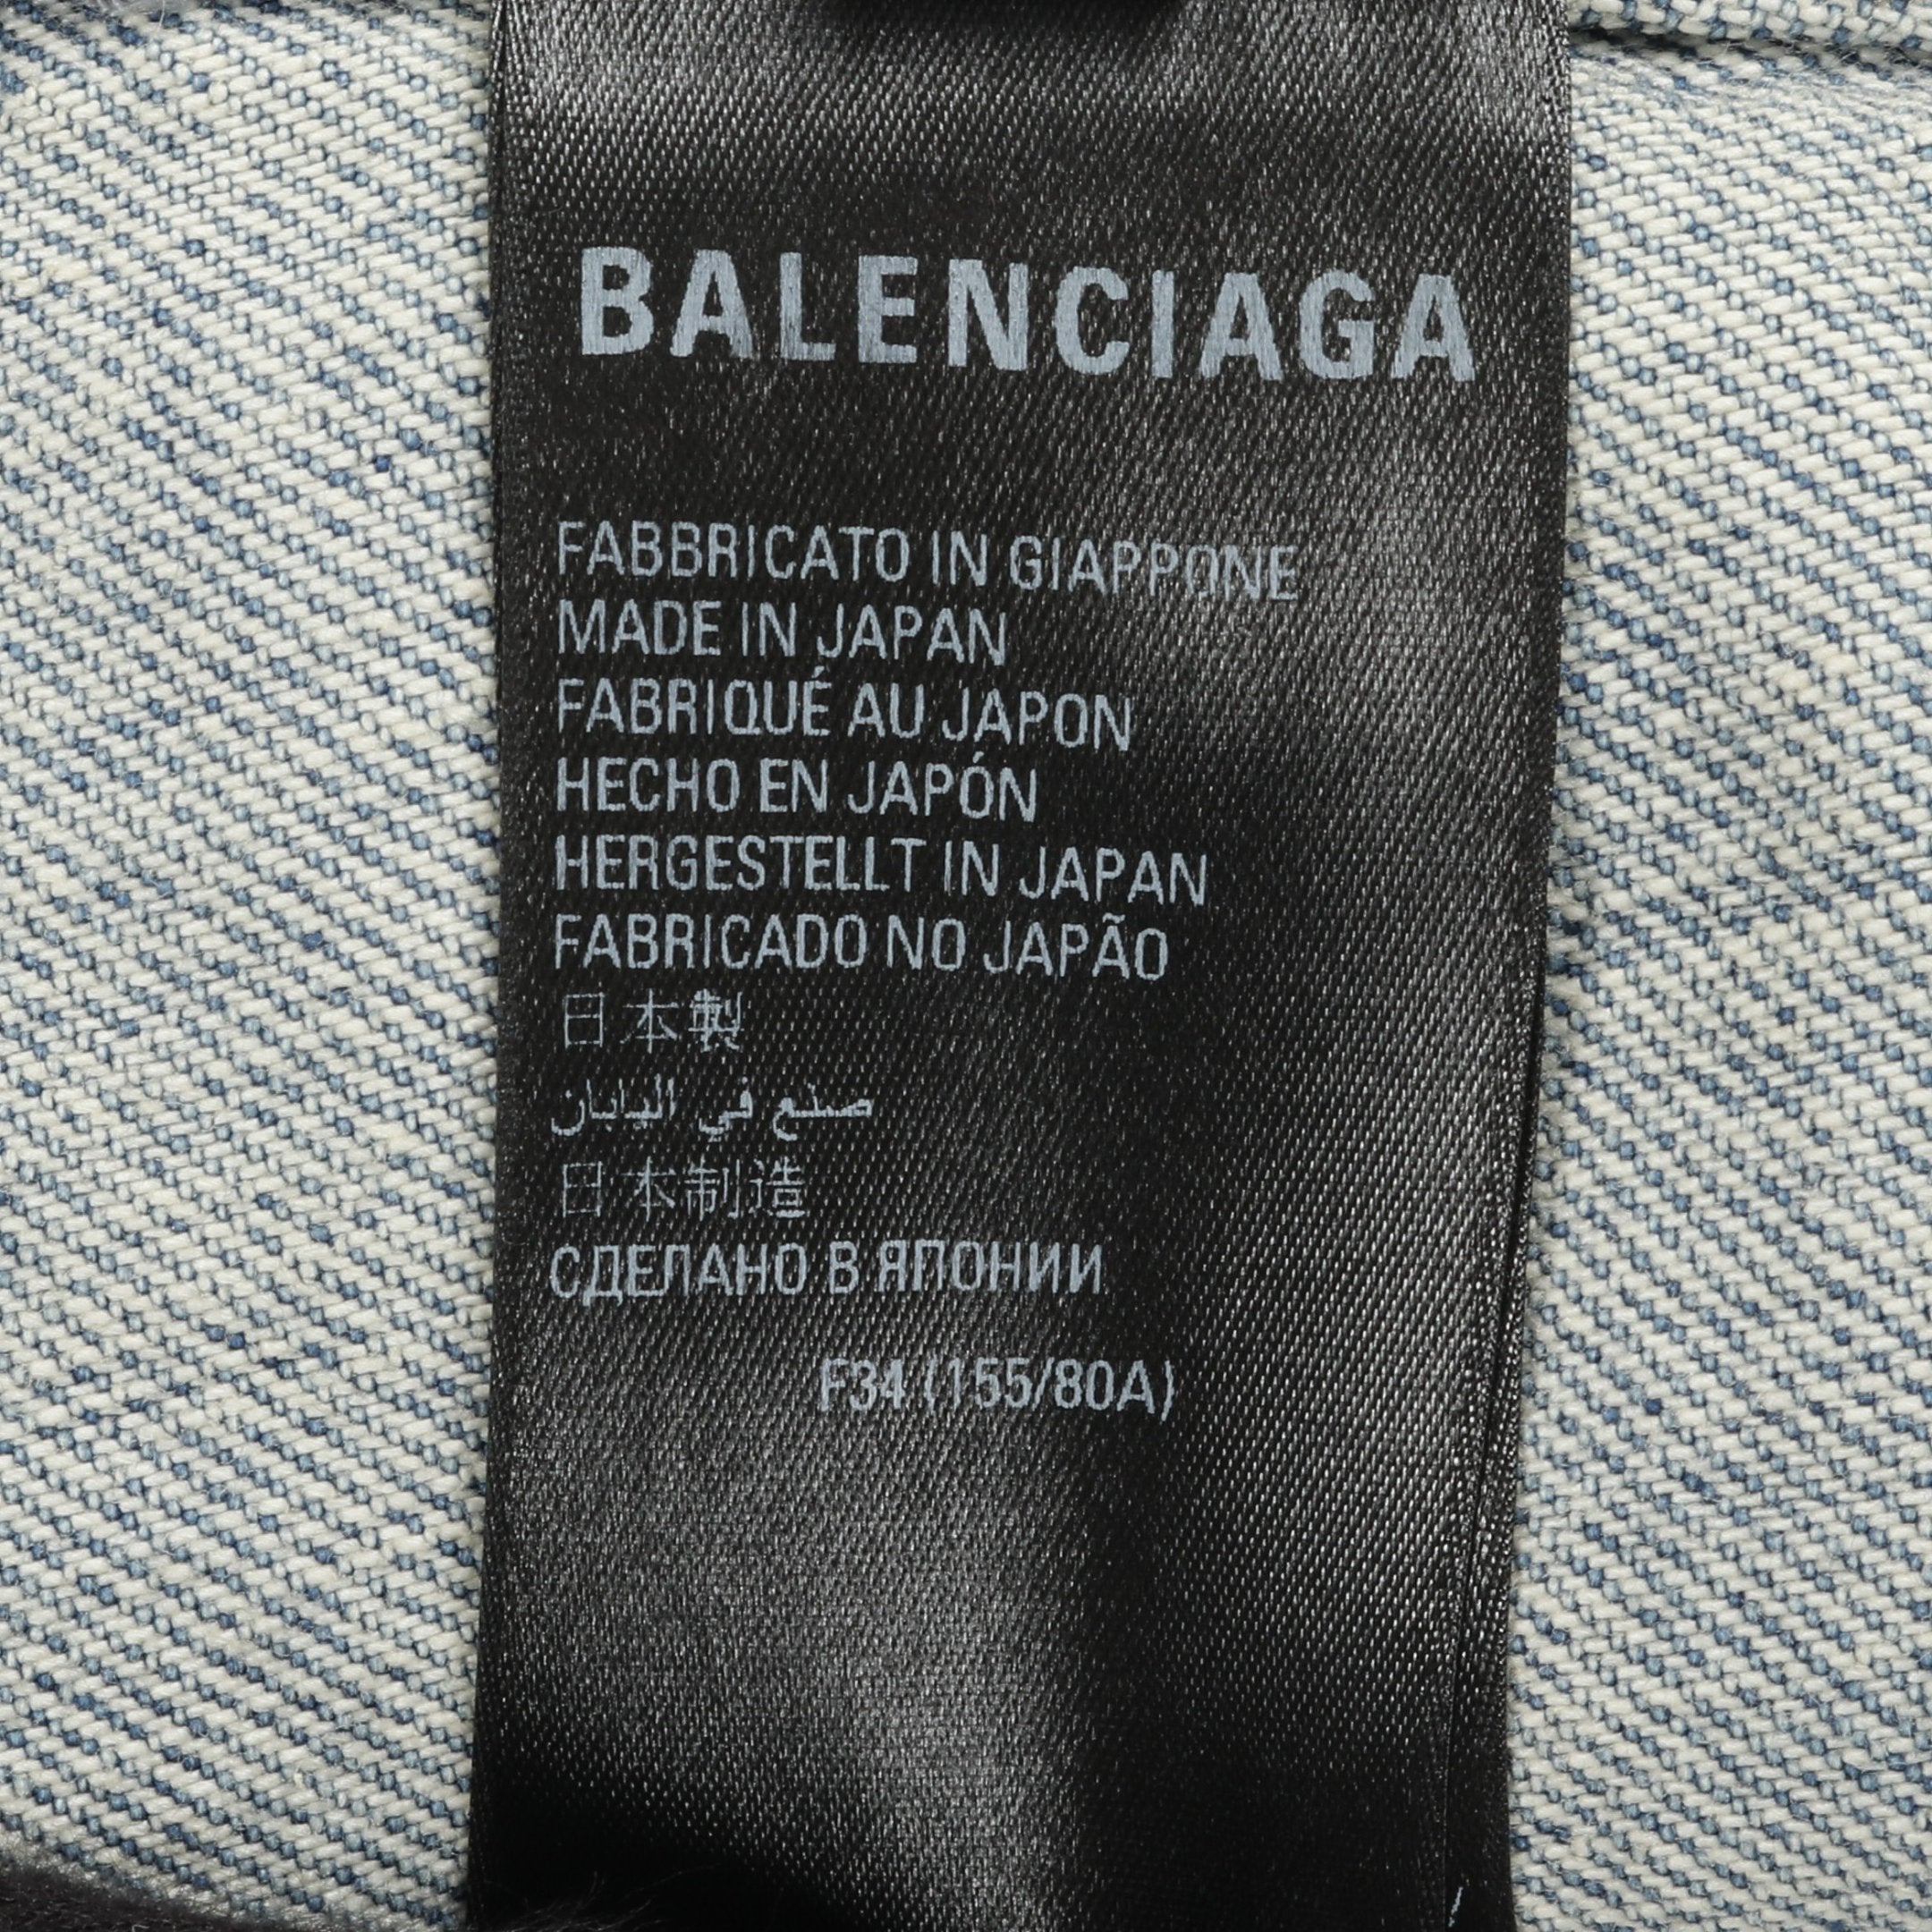 BALENCIAGA
FABBRICATO IN GIAPPONE
MADE IN JAPAN
FABRIQUÉ AU JAPON
HECHO EN JAPÓN
HERGESTELLT IN JAPAN
FABRICADO NO JAPÃO
日本製
صنع في اليابان
日本制造
СДЕЛАНО В ЯПОНИИ
F34 (155/80A)